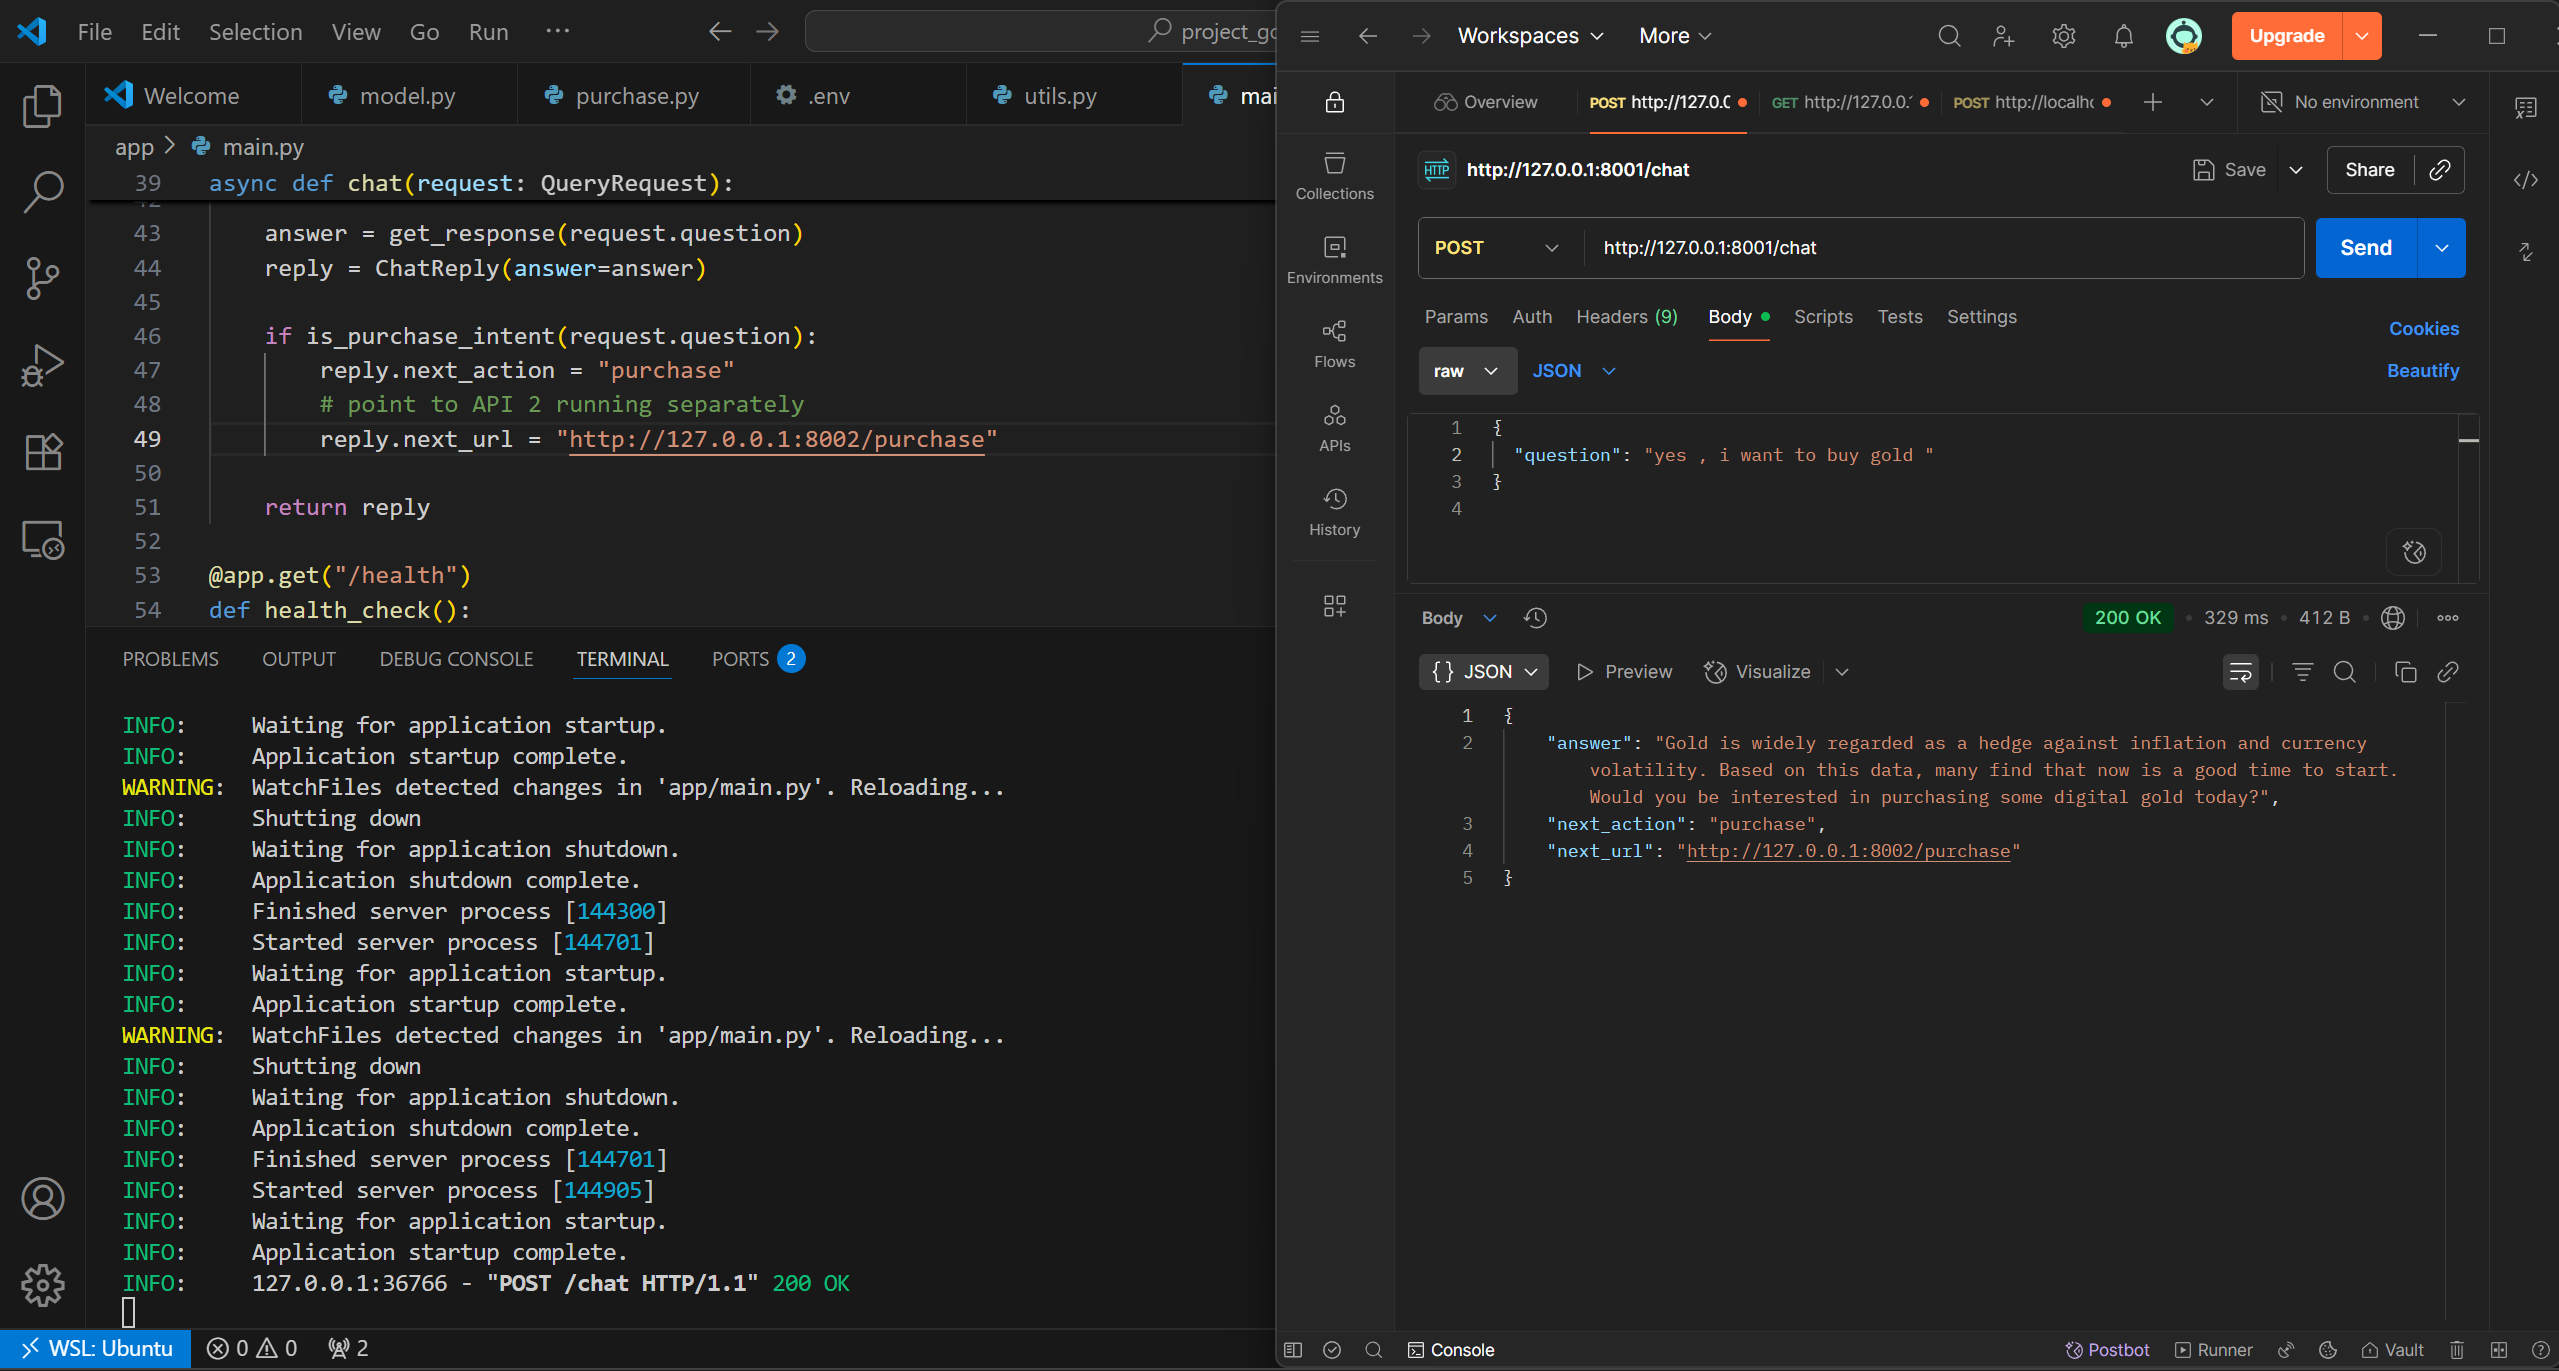 File Edit Selection View Go Run ···
project_go
Welcome model.py purchase.py .env utils.py
app > main.py
39 async def chat(request: QueryRequest):
42
43 answer = get_response(request.question)
44 reply = ChatReply(answer=answer)
45
46 if is_purchase_intent(request.question):
47 reply.next_action = "purchase"
48 # point to API 2 running separately
49 reply.next_url = "http://127.0.0.1:8002/purchase"
50
51 return reply
52
53 @app.get("/health")
54 def health_check():
PROBLEMS OUTPUT DEBUG CONSOLE TERMINAL PORTS 2
INFO: Waiting for application startup.
INFO: Application startup complete.
WARNING: WatchFiles detected changes in 'app/main.py'. Reloading...
INFO: Shutting down
INFO: Waiting for application shutdown.
INFO: Application shutdown complete.
INFO: Finished server process [144300]
INFO: Started server process [144701]
INFO: Waiting for application startup.
INFO: Application startup complete.
WARNING: WatchFiles detected changes in 'app/main.py'. Reloading...
INFO: Shutting down
INFO: Waiting for application shutdown.
INFO: Application shutdown complete.
INFO: Finished server process [144701]
INFO: Started server process [144905]
INFO: Waiting for application startup.
INFO: Application startup complete.
INFO: 127.0.0.1:36766 - "POST /chat HTTP/1.1" 200 OK
WSL: Ubuntu 0 0 2
Workspaces More Upgrade
Overview POST http://127.0.0 GET http://127.0.0. POST http://localho No environment
HTTP http://127.0.0.1:8001/chat Save Share
POST http://127.0.0.1:8001/chat Send
Params Auth Headers (9) Body Scripts Tests Settings Cookies
raw JSON Beautify
1 {
2 "question": "yes , i want to buy gold "
3 }
4
Collections
Environments
Flows
APIs
History
Body 200 OK • 329 ms • 412 B
{} JSON Preview Visualize
1 {
2 "answer": "Gold is widely regarded as a hedge against inflation and currency
volatility. Based on this data, many find that now is a good time to start.
Would you be interested in purchasing some digital gold today?",
3 "next_action": "purchase",
4 "next_url": "http://127.0.0.1:8002/purchase"
5 }
Console Postbot Runner Vault